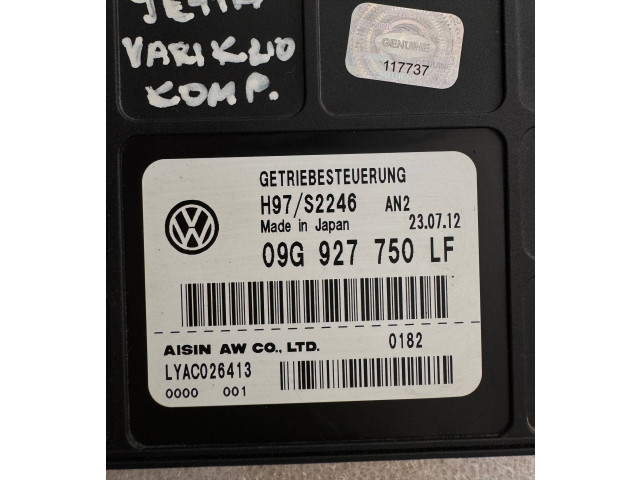 JETTA
VARIKLIO
KOMP.
GENUINE
117737
GETRIEBESTEUERUNG
H97/S2246 AN2
Made in Japan 23.07.12
09G 927 750 LF
AISIN AW CO., LTD. 0182
LYAC026413
0000 001